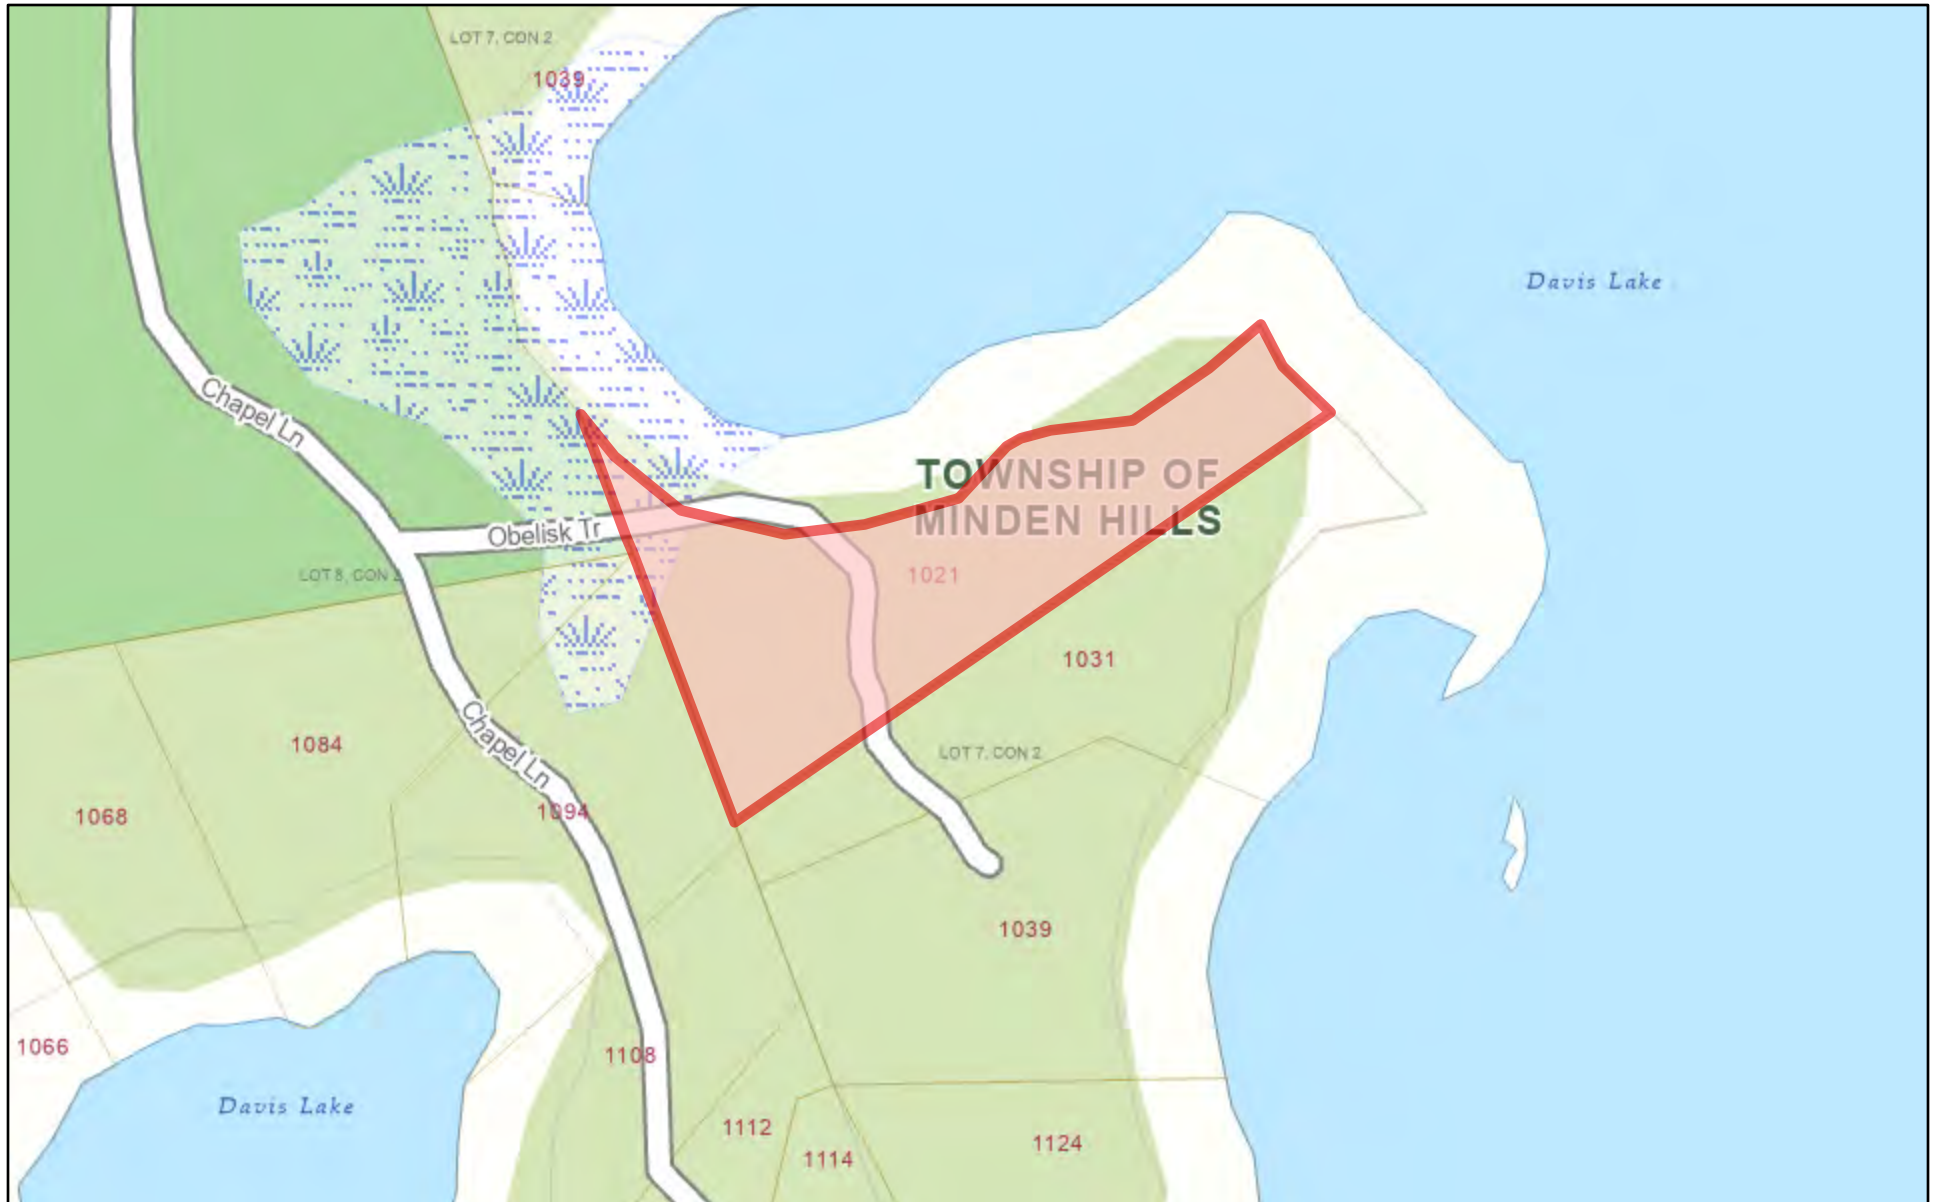 LOT 7, CON 2
1039
Davis Lake
Chapel Ln
TOWNSHIP OF
MINDEN HILLS
Obelisk Tr
LOT 8, CON 2
1021
1031
1084
Chapel Ln
LOT 7, CON 2
1068
1094
1039
1066
1108
Davis Lake
1112
1114
1124